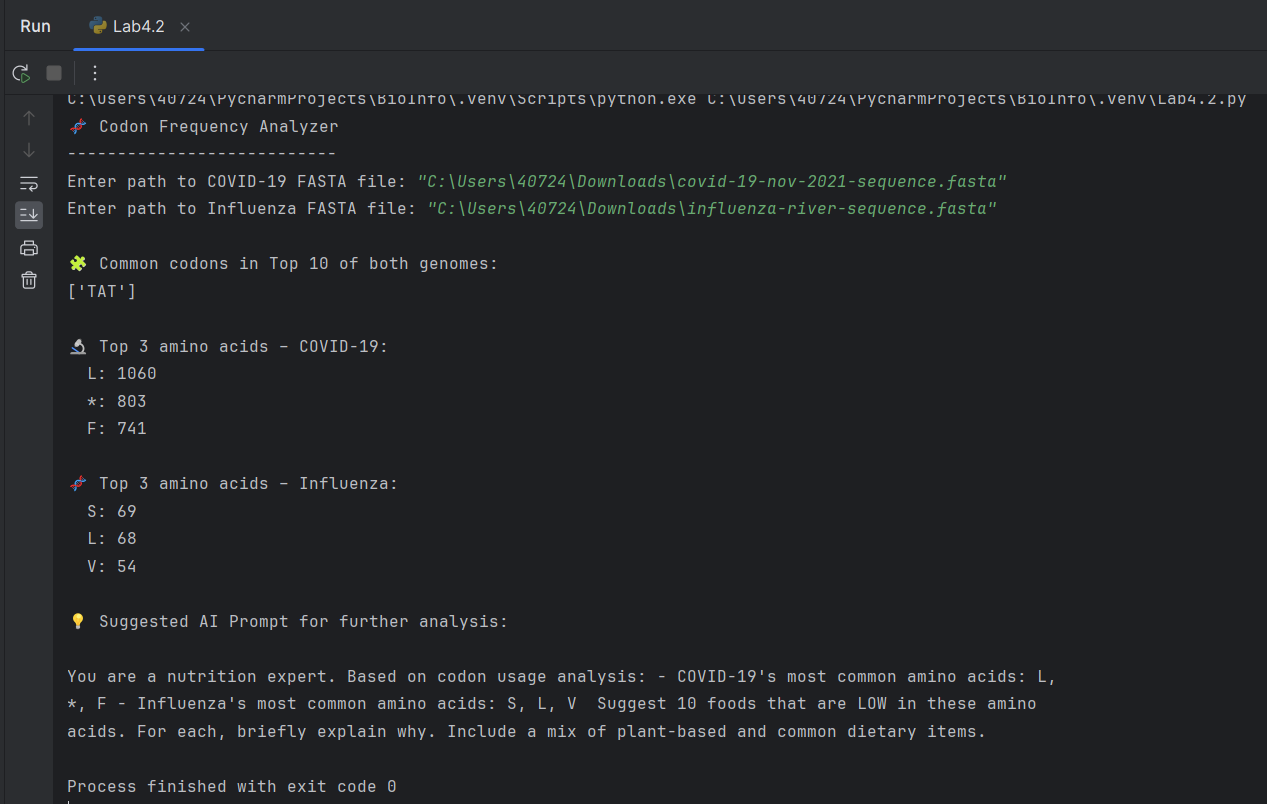 Run Lab4.2
C:\Users\40724\PycharmProjects\BioInfo\.venv\Scripts\python.exe C:\Users\40724\PycharmProjects\BioInfo\.venv\Lab4.2.py
🧬 Codon Frequency Analyzer
---------------------------
Enter path to COVID-19 FASTA file: "C:\Users\40724\Downloads\covid-19-nov-2021-sequence.fasta"
Enter path to Influenza FASTA file: "C:\Users\40724\Downloads\influenza-river-sequence.fasta"
🧩 Common codons in Top 10 of both genomes:
['TAT']
🔬 Top 3 amino acids – COVID-19:
L: 1060
*: 803
F: 741
🧬 Top 3 amino acids – Influenza:
S: 69
L: 68
V: 54
💡 Suggested AI Prompt for further analysis:
You are a nutrition expert. Based on codon usage analysis: - COVID-19's most common amino acids: L,
*, F - Influenza's most common amino acids: S, L, V  Suggest 10 foods that are LOW in these amino
acids. For each, briefly explain why. Include a mix of plant-based and common dietary items.
Process finished with exit code 0